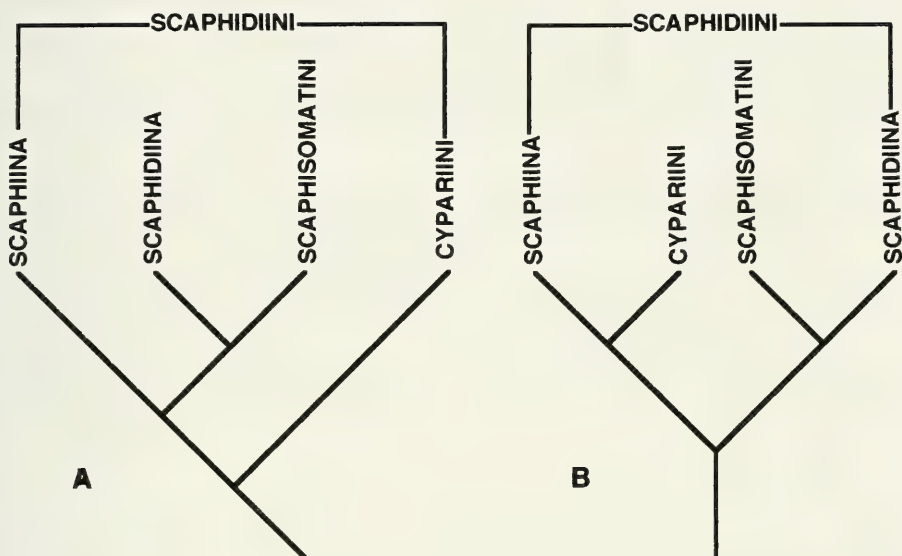 SCAPHIDIINI
SCAPHIINA
SCAPHIDIINA
SCAPHISOMATINI
CYPARIINI
A
SCAPHIDIINI
SCAPHIINA
CYPARIINI
SCAPHISOMATINI
SCAPHIDIINA
B